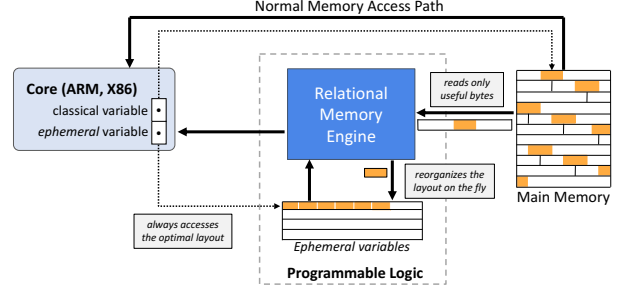 Normal Memory Access Path
Core (ARM, X86)
classical variable
ephemeral variable
Relational
Memory
Engine
reads only
useful bytes
reorganizes the
layout on the fly
Main Memory
always accesses
the optimal layout
Ephemeral variables
Programmable Logic